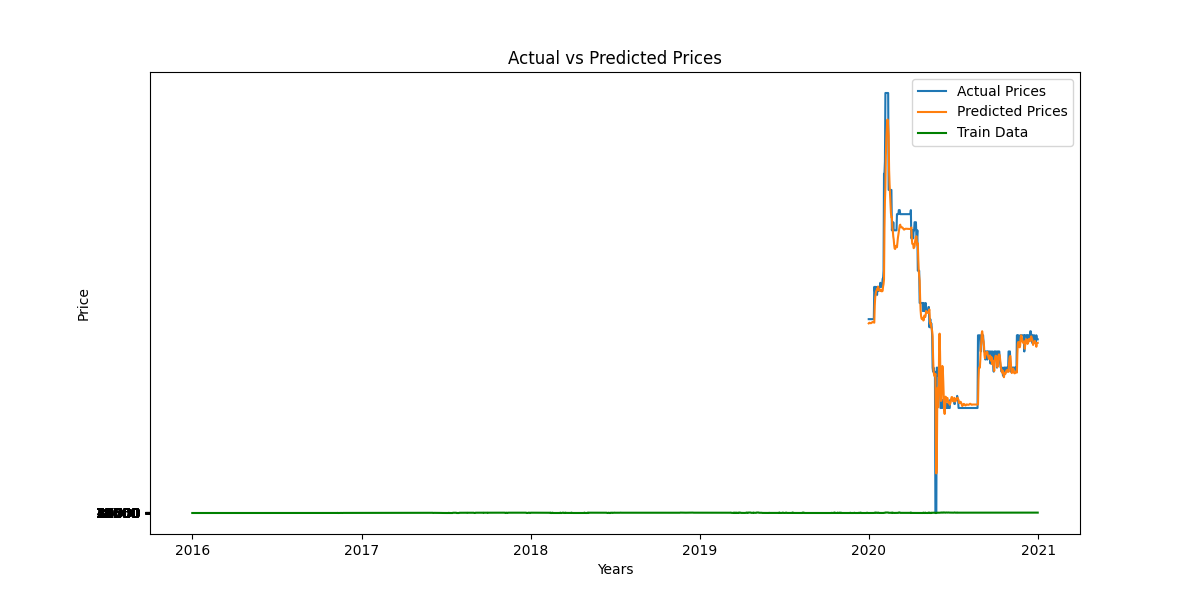 Actual vs Predicted Prices
Actual Prices
Predicted Prices
Train Data
Price
2016 2017 2018 2019 2020 2021
Years